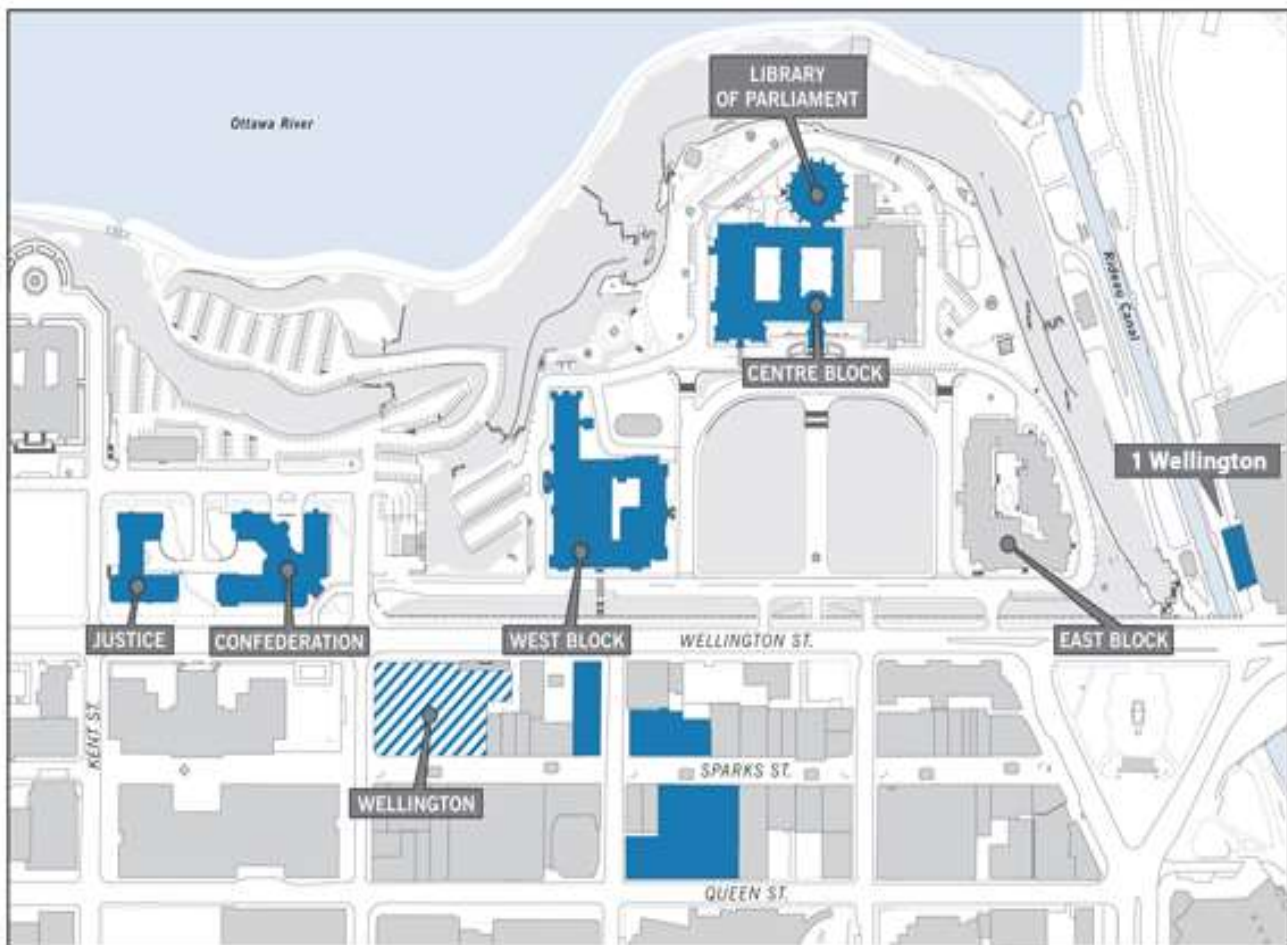 LIBRARY
OF PARLIAMENT
Ottawa River
Rideau Canal
CENTRE BLOCK
1 Wellington
JUSTICE
CONFEDERATION
WEST BLOCK
WELLINGTON ST.
EAST BLOCK
KENT ST.
SPARKS ST.
WELLINGTON
QUEEN ST.